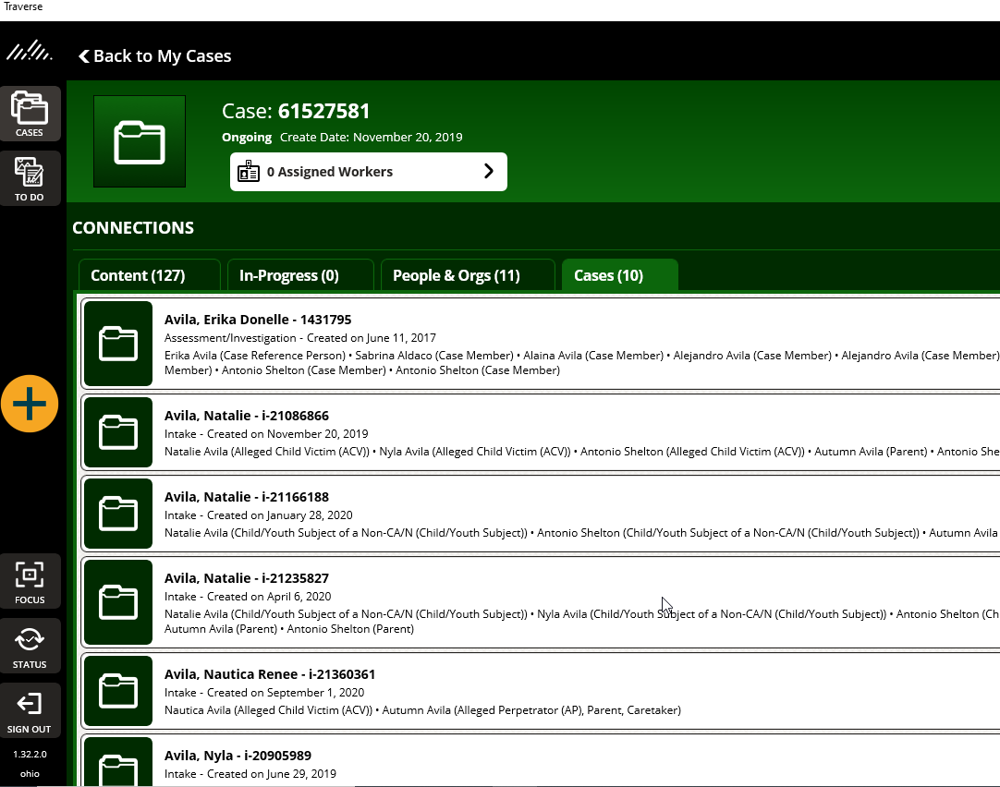 Traverse
Back to My Cases
CASES
TO DO
FOCUS
STATUS
SIGN OUT
1.32.2.0
ohio
Case: 61527581
Ongoing Create Date: November 20, 2019
0 Assigned Workers
CONNECTIONS
Content (127) In-Progress (0) People & Orgs (11) Cases (10)
Avila, Erika Donelle - 1431795
Assessment/Investigation - Created on June 11, 2017
Erika Avila (Case Reference Person) • Sabrina Aldaco (Case Member) • Alaina Avila (Case Member) • Alejandro Avila (Case Member) • Alejandro Avila (Case Member)
Member) • Antonio Shelton (Case Member) • Antonio Shelton (Case Member)
Avila, Natalie - i-21086866
Intake - Created on November 20, 2019
Natalie Avila (Alleged Child Victim (ACV)) • Nyla Avila (Alleged Child Victim (ACV)) • Antonio Shelton (Alleged Child Victim (ACV)) • Autumn Avila (Parent) • Antonio She
Avila, Natalie - i-21166188
Intake - Created on January 28, 2020
Natalie Avila (Child/Youth Subject of a Non-CA/N (Child/Youth Subject)) • Antonio Shelton (Child/Youth Subject of a Non-CA/N (Child/Youth Subject)) • Autumn Avila
Avila, Natalie - i-21235827
Intake - Created on April 6, 2020
Natalie Avila (Child/Youth Subject of a Non-CA/N (Child/Youth Subject)) • Nyla Avila (Child/Youth Subject of a Non-CA/N (Child/Youth Subject)) • Antonio Shelton (Ch
Autumn Avila (Parent) • Antonio Shelton (Parent)
Avila, Nautica Renee - i-21360361
Intake - Created on September 1, 2020
Nautica Avila (Alleged Child Victim (ACV)) • Autumn Avila (Alleged Perpetrator (AP), Parent, Caretaker)
Avila, Nyla - i-20905989
Intake - Created on June 29, 2019